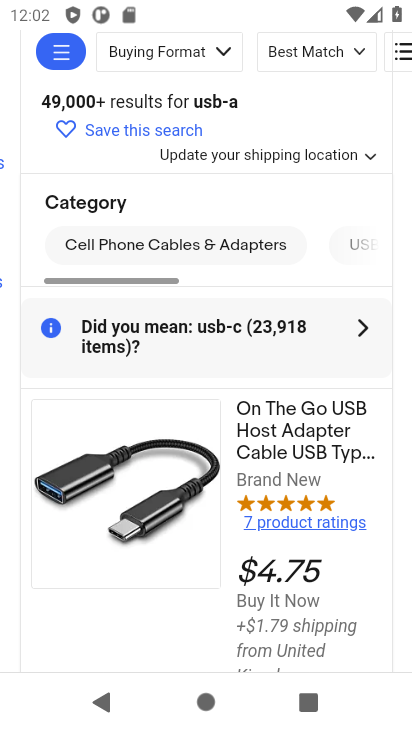 12:02
Buying Format
Best Match
49,000+ results for usb-a
Save this search
Update your shipping location
Category
Cell Phone Cables & Adapters
USB
Did you mean: usb-c (23,918
items)?
On The Go USB
Host Adapter
Cable USB Typ...
Brand New
7 product ratings
$4.75
Buy It Now
+$1.79 shipping
from United